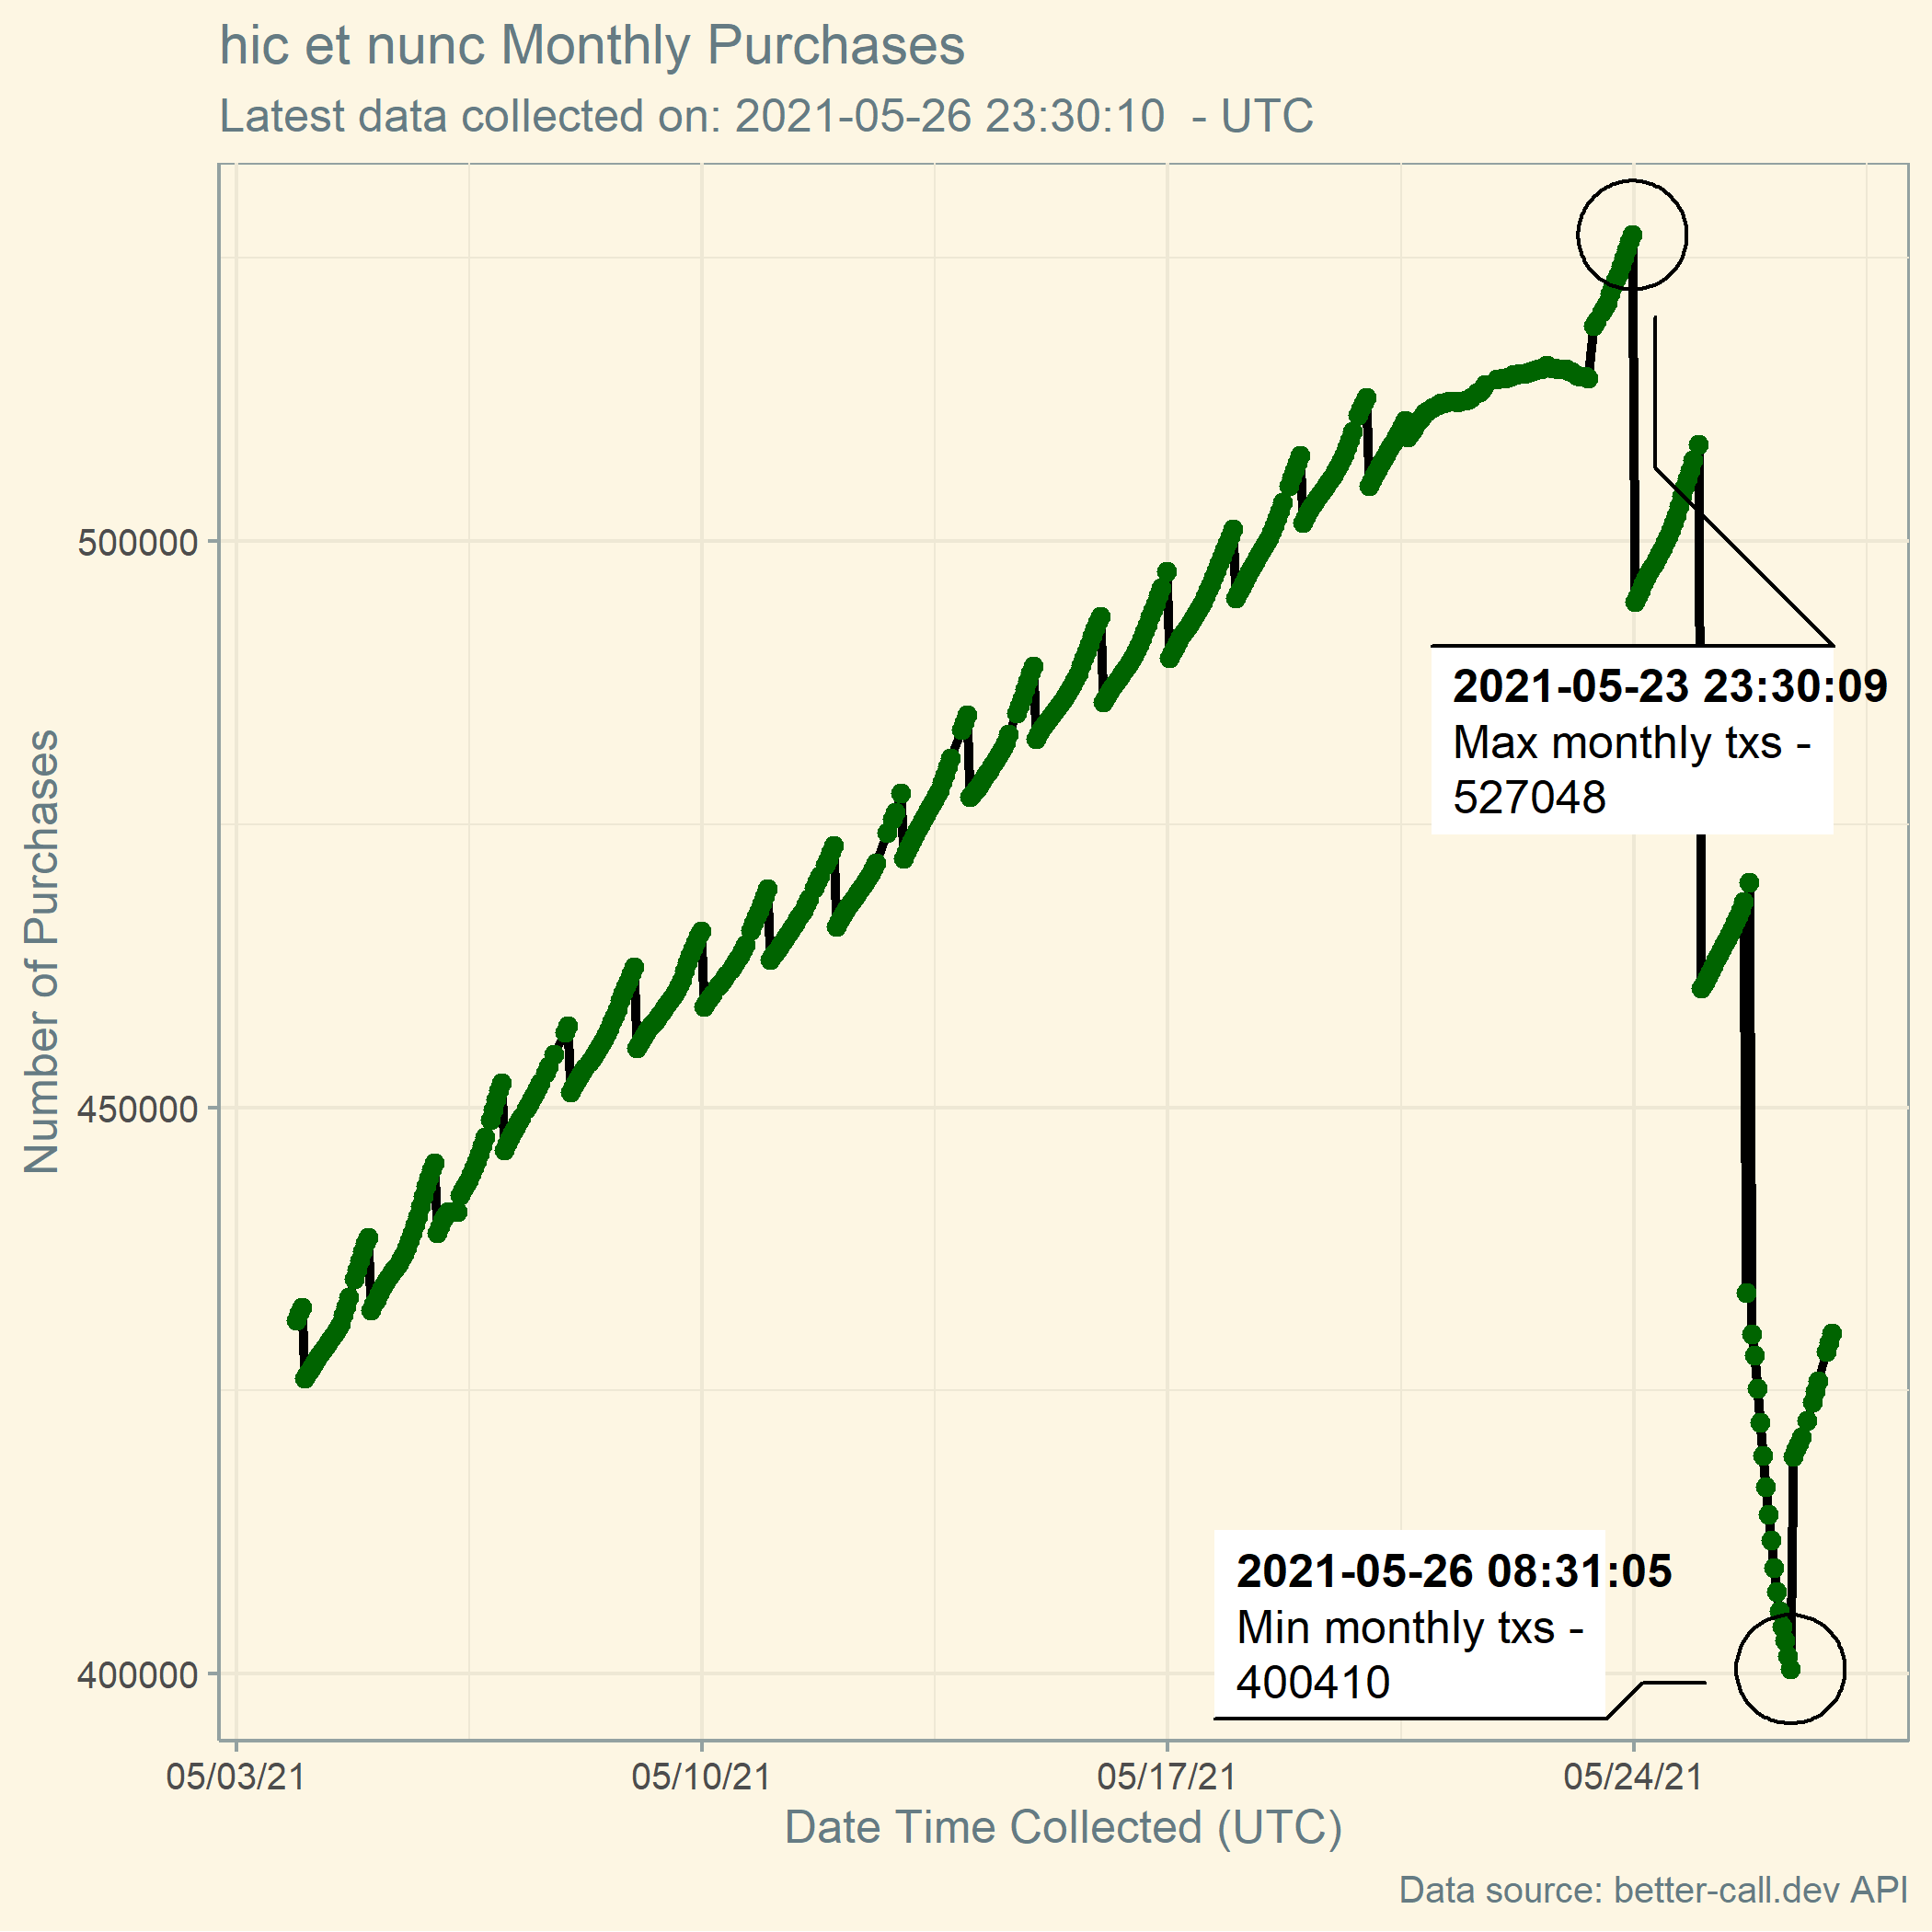 hic et nunc Monthly Purchases
Latest data collected on: 2021-05-26 23:30:10  - UTC
Number of Purchases
500000
450000
400000
2021-05-23 23:30:09
Max monthly txs -
527048
2021-05-26 08:31:05
Min monthly txs -
400410
05/03/21
05/10/21
05/17/21
05/24/21
Date Time Collected (UTC)
Data source: better-call.dev API